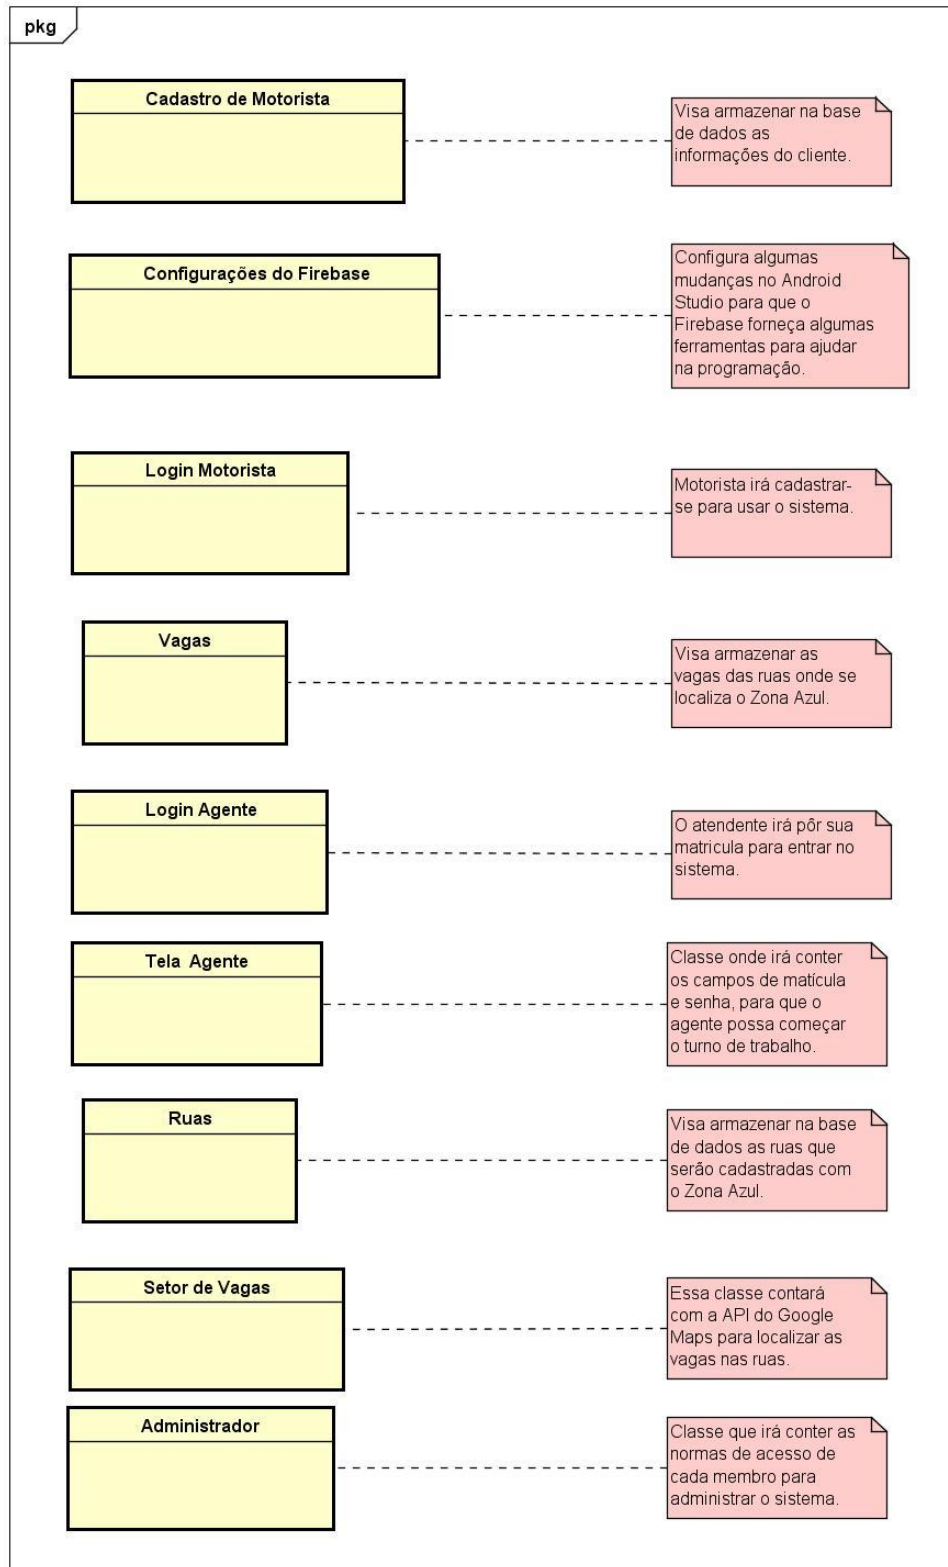 pkg
Cadastro de Motorista
Visa armazenar na base
de dados as
informações do cliente.
Configurações do Firebase
Configura algumas
mudanças no Android
Studio para que o
Firebase forneça algumas
ferramentas para ajudar
na programação.
Login Motorista
Motorista irá cadastrar-
se para usar o sistema.
Vagas
Visa armazenar as
vagas das ruas onde se
localiza o Zona Azul.
Login Agente
O atendente irá pôr sua
matricula para entrar no
sistema.
Tela Agente
Classe onde irá conter
os campos de matícula
e senha, para que o
agente possa começar
o turno de trabalho.
Ruas
Visa armazenar na base
de dados as ruas que
serão cadastradas com
o Zona Azul.
Setor de Vagas
Essa classe contará
com a API do Google
Maps para localizar as
vagas nas ruas.
Administrador
Classe que irá conter as
normas de acesso de
cada membro para
administrar o sistema.